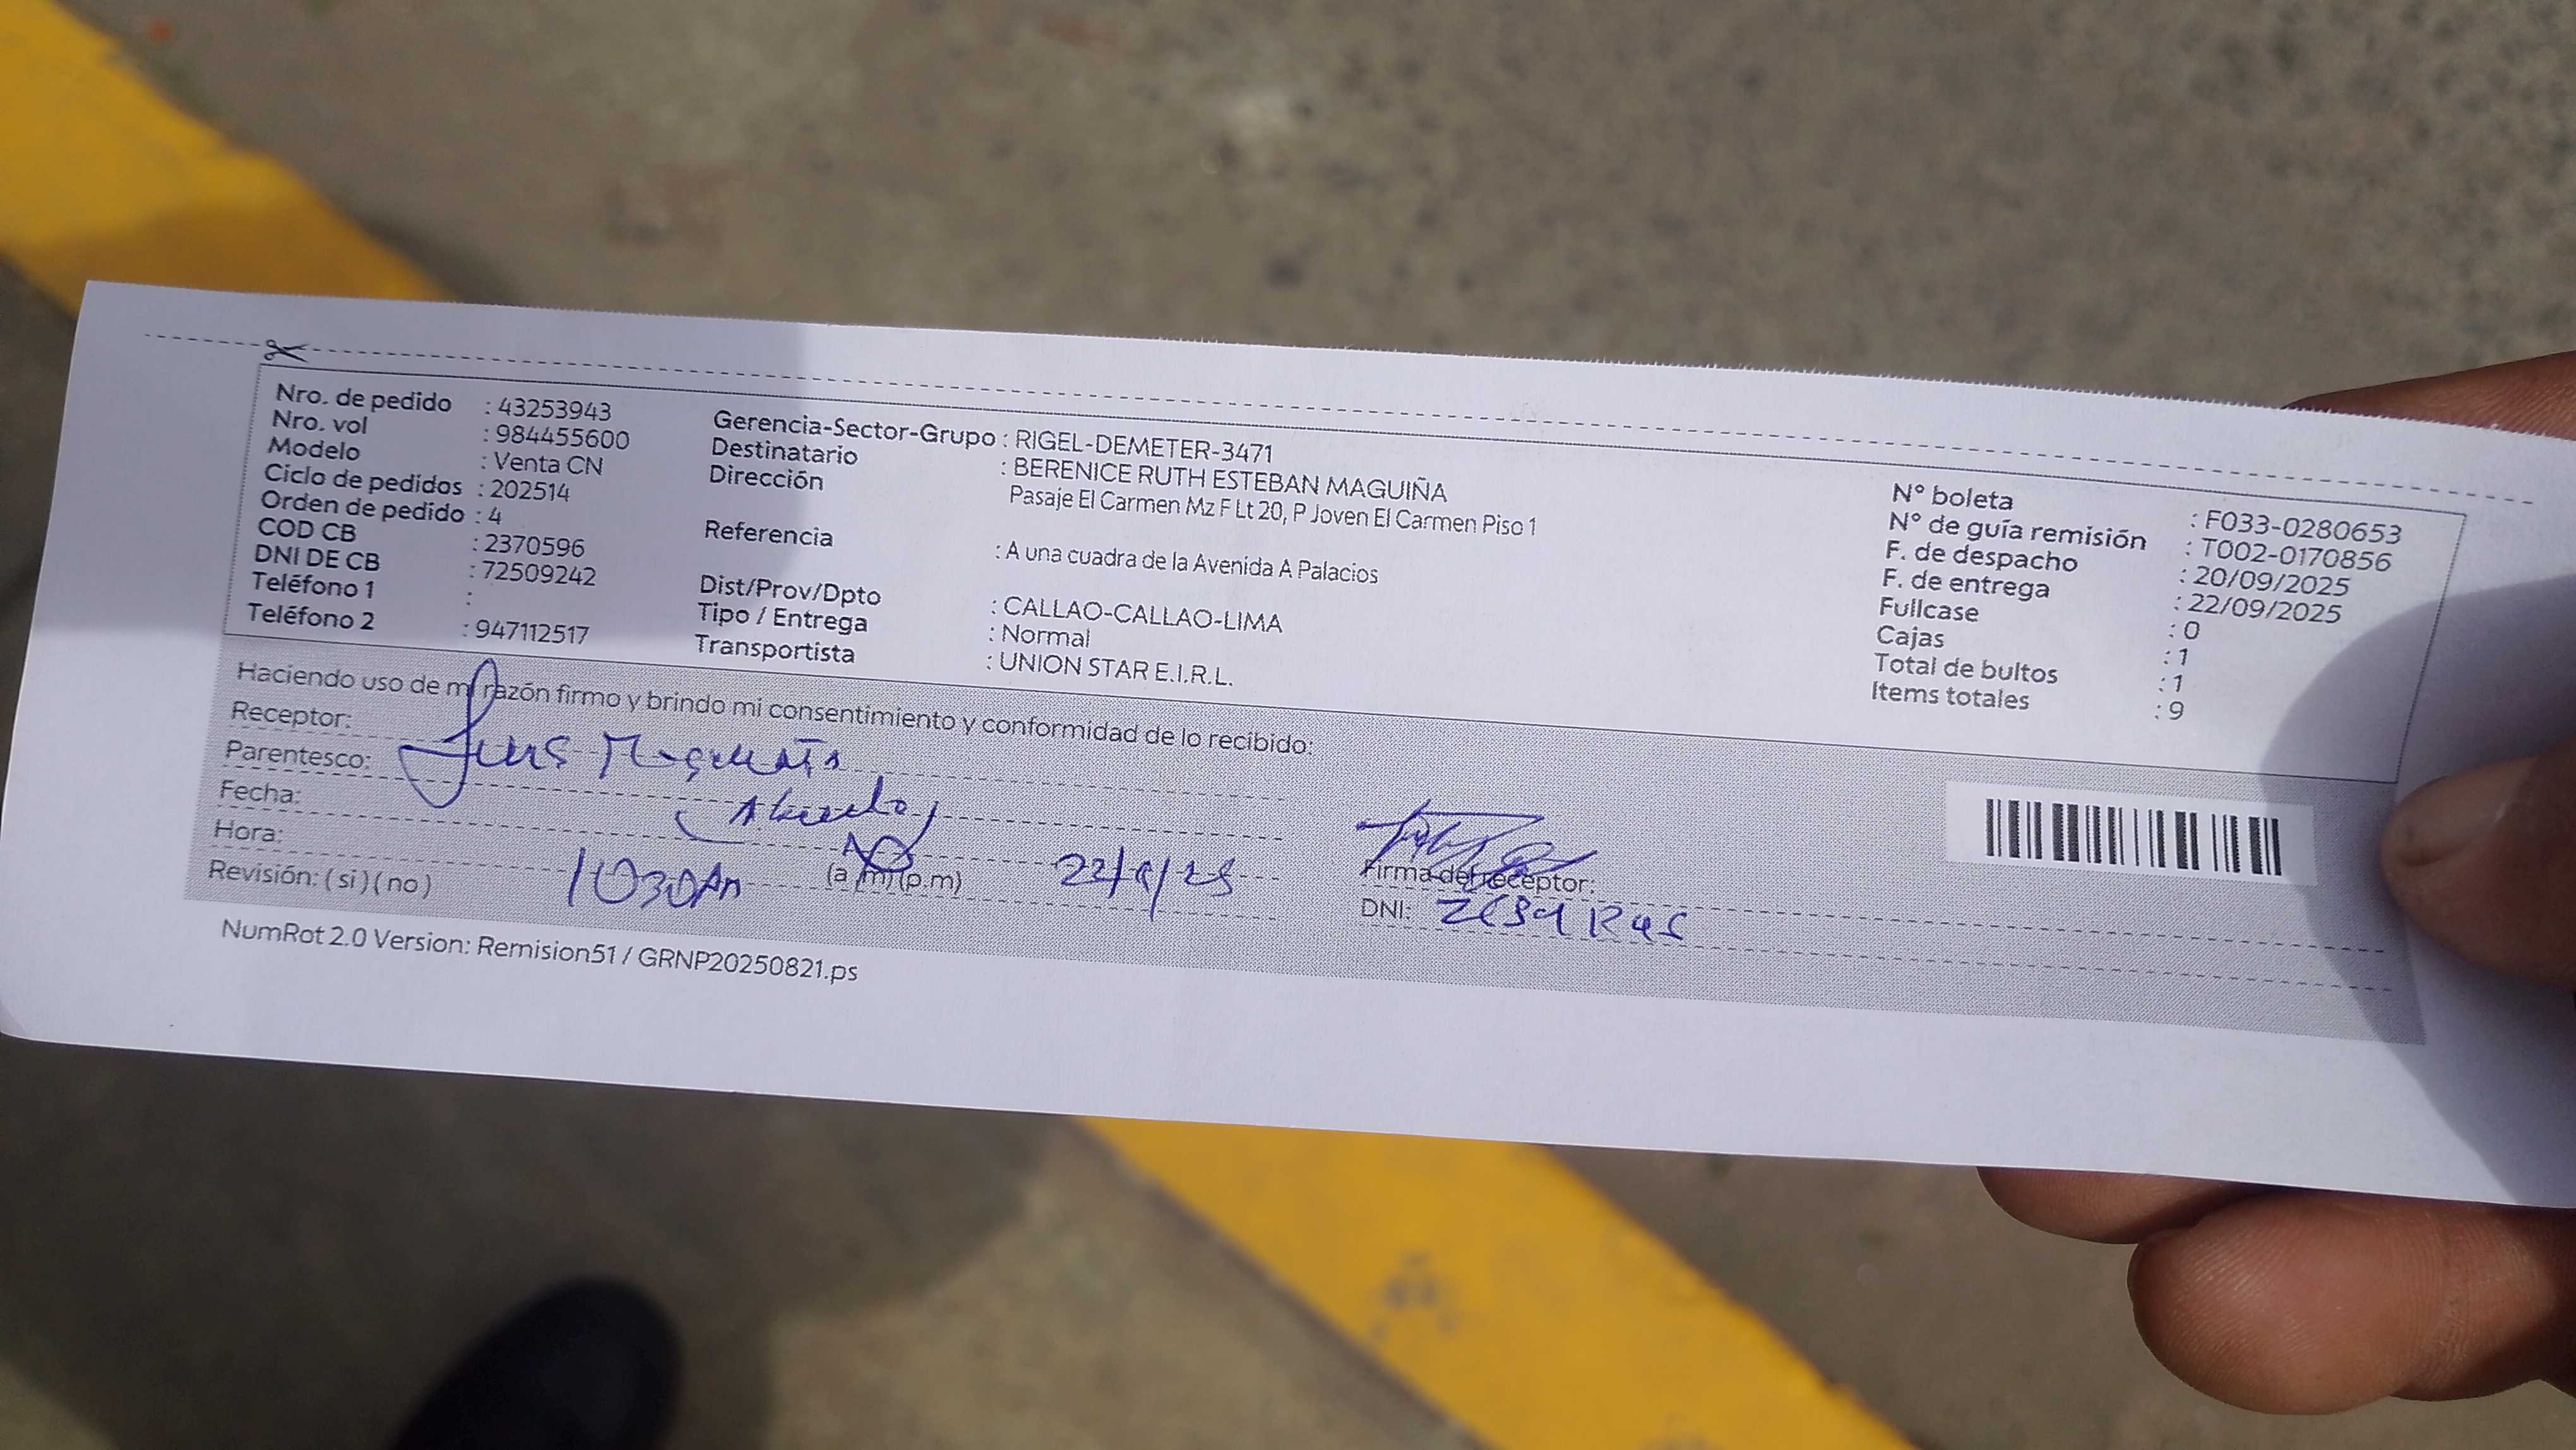 Nro. de pedido : 43253943
Nro. vol : 984455600
Modelo : Venta CN
Ciclo de pedidos : 202514
Orden de pedido : 4
COD CB : 2370596
DNI DE CB : 72509242
Teléfono 1 :
Teléfono 2 : 947112517
Gerencia-Sector-Grupo : RIGEL-DEMETER-3471
Destinatario : BERENICE RUTH ESTEBAN MAGUIÑA
Dirección Pasaje El Carmen Mz F Lt 20, P Joven El Carmen Piso 1
Referencia : A una cuadra de la Avenida A Palacios
Dist/Prov/Dpto : CALLAO-CALLAO-LIMA
Tipo / Entrega : Normal
Transportista : UNION STAR E.I.R.L.
N° boleta : F033-0280653
N° de guía remisión : T002-0170856
F. de despacho : 20/09/2025
F. de entrega : 22/09/2025
Fullcase : 0
Cajas : 1
Total de bultos : 1
Items totales : 9
Haciendo uso de mi razón firmo y brindo mi consentimiento y conformidad de lo recibido:
Receptor:
Parentesco:
Fecha:
Hora: (a.m) (p.m)
Revisión: ( si ) ( no ) 1030Am
Firma del receptor:
DNI:
NumRot 2.0 Version: Remision51 / GRNP20250821.ps